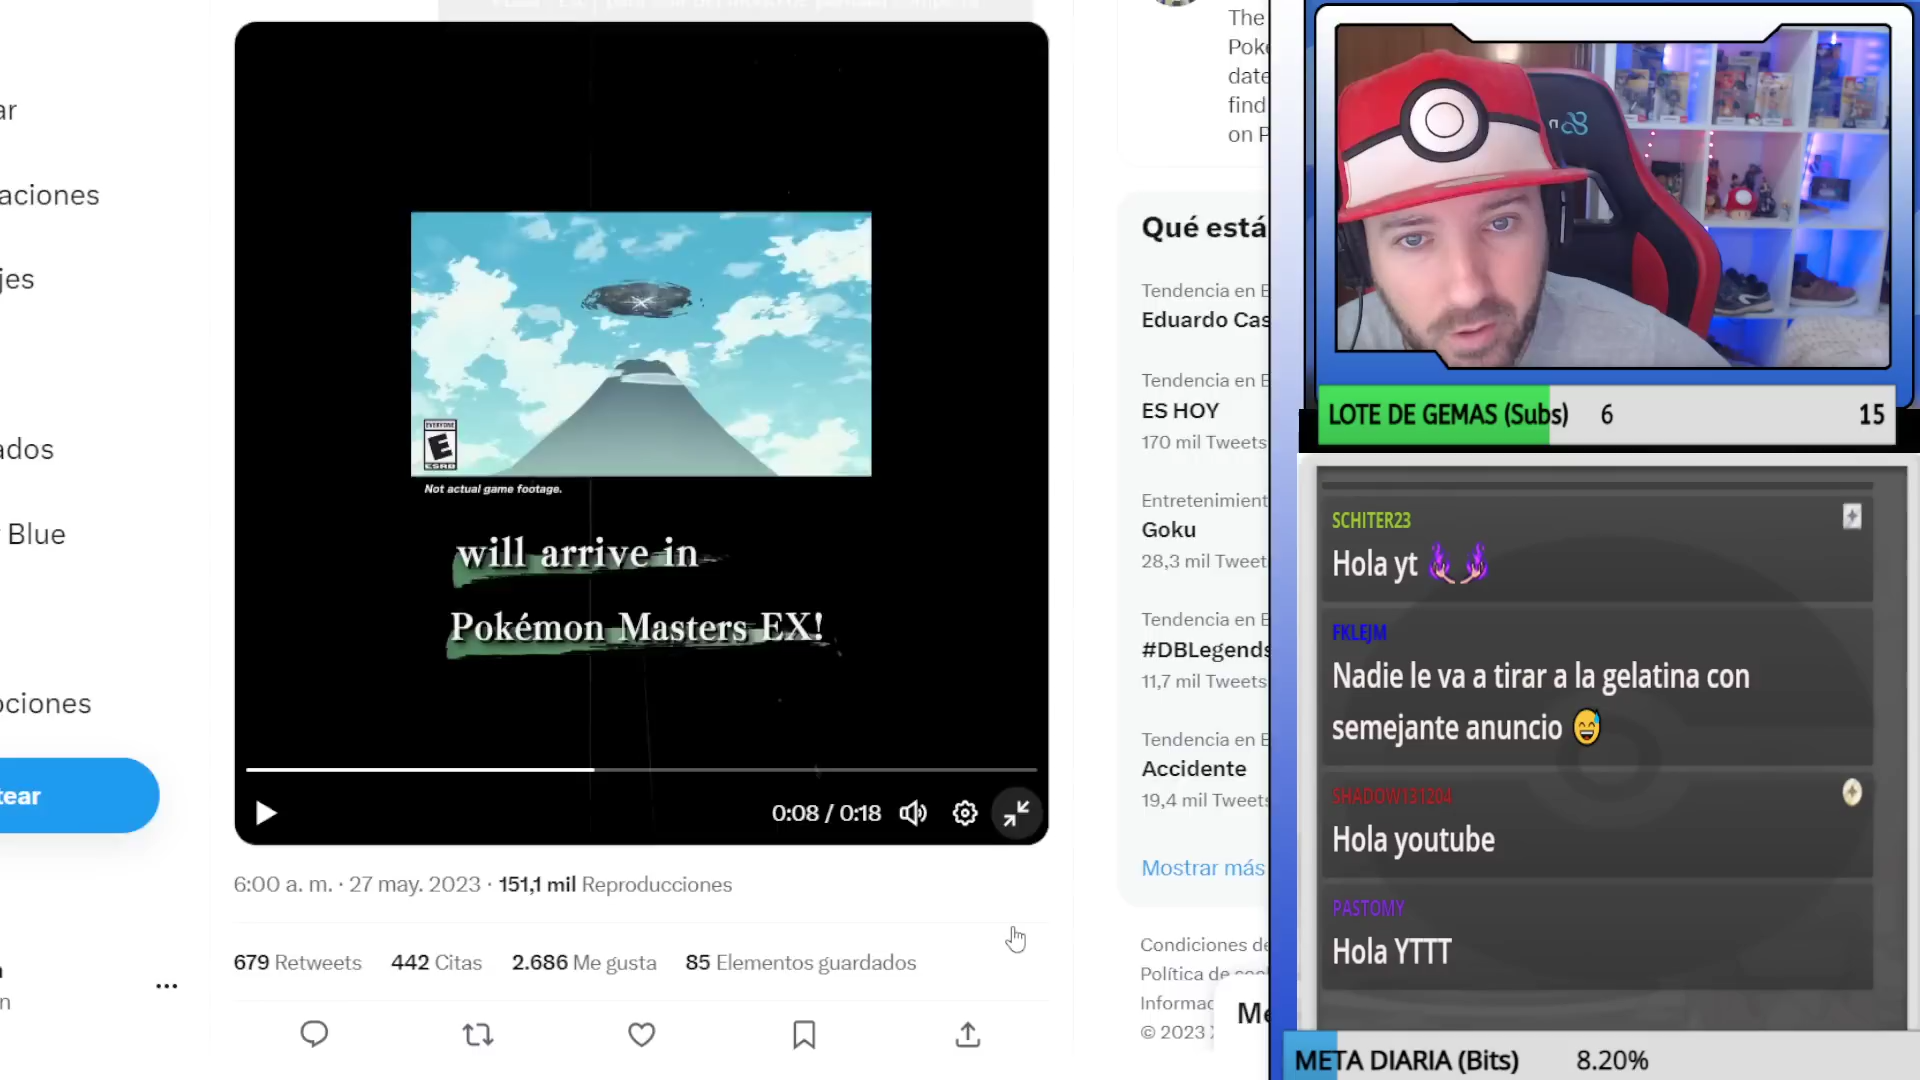 ar
aciones
jes
ados
Blue
ociones
tear
n
EVERYONE
E
ESRB
Not actual game footage.
will arrive in
Pokémon Masters EX!
0:08 / 0:18
6:00 a. m. · 27 may. 2023 · 151,1 mil Reproducciones
679 Retweets 442 Citas 2.686 Me gusta 85 Elementos guardados
The
Poké
date
find
on P
Qué está
Tendencia en E
Eduardo Cas
Tendencia en E
ES HOY
170 mil Tweets
Entretenimient
Goku
28,3 mil Tweet
Tendencia en E
#DBLegends
11,7 mil Tweets
Tendencia en E
Accidente
19,4 mil Tweets
Mostrar más
Condiciones de
Política de
Informac
© 2023
Me
LOTE DE GEMAS (Subs) 6 15
SCHITER23
Hola yt
FKLEJM
Nadie le va a tirar a la gelatina con
semejante anuncio
SHADOW131204
Hola youtube
PASTOMY
Hola YTTT
META DIARIA (Bits) 8.20%